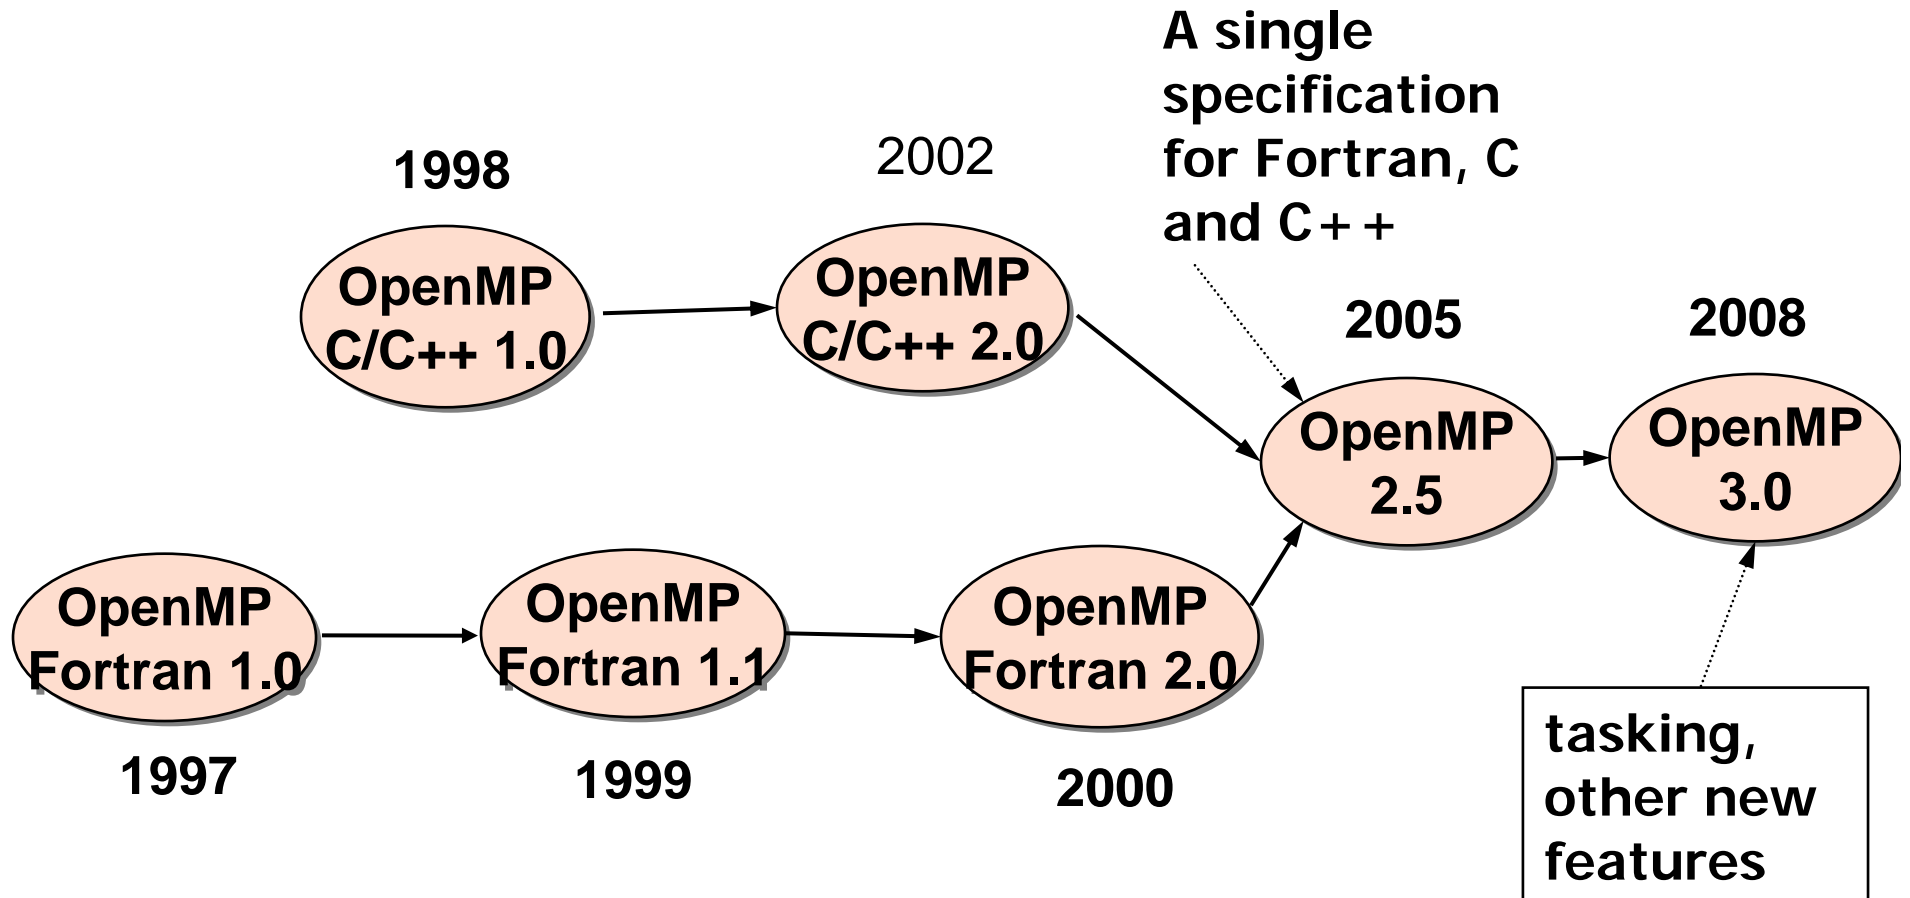 A single
specification
for Fortran, C
and C++
1998
2002
OpenMP
C/C++ 1.0
OpenMP
C/C++ 2.0
2005
2008
OpenMP
2.5
OpenMP
3.0
OpenMP
Fortran 1.0
OpenMP
Fortran 1.1
OpenMP
Fortran 2.0
1997
1999
2000
tasking,
other new
features